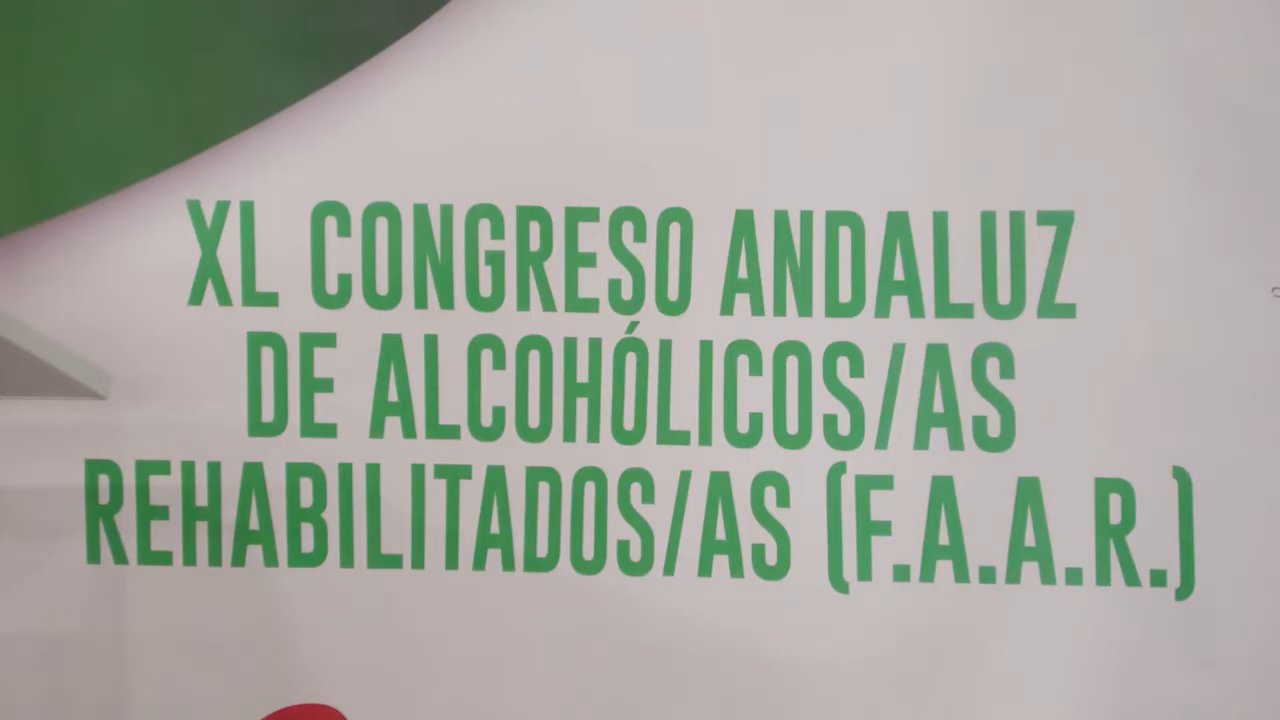 XL CONGRESO ANDALUZ
DE ALCOHÓLICOS/AS
REHABILITADOS/AS (F.A.A.R.)